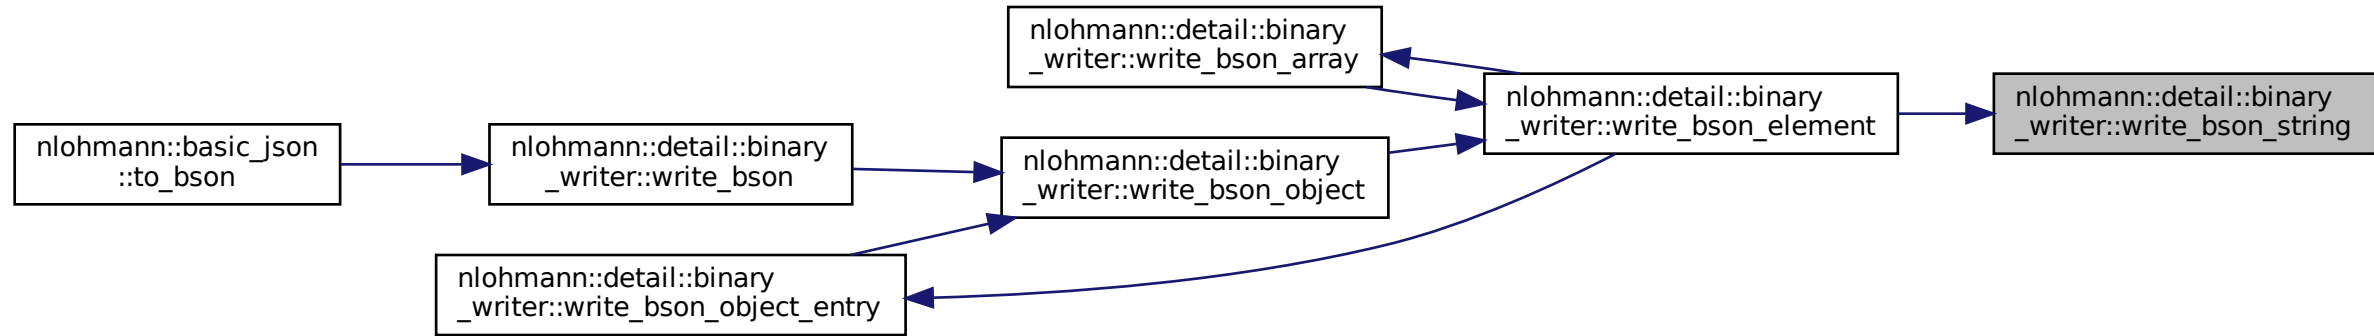 nlohmann::basic_json
::to_bson
nlohmann::detail::binary
_writer::write_bson
nlohmann::detail::binary
_writer::write_bson_array
nlohmann::detail::binary
_writer::write_bson_object
nlohmann::detail::binary
_writer::write_bson_object_entry
nlohmann::detail::binary
_writer::write_bson_element
nlohmann::detail::binary
_writer::write_bson_string